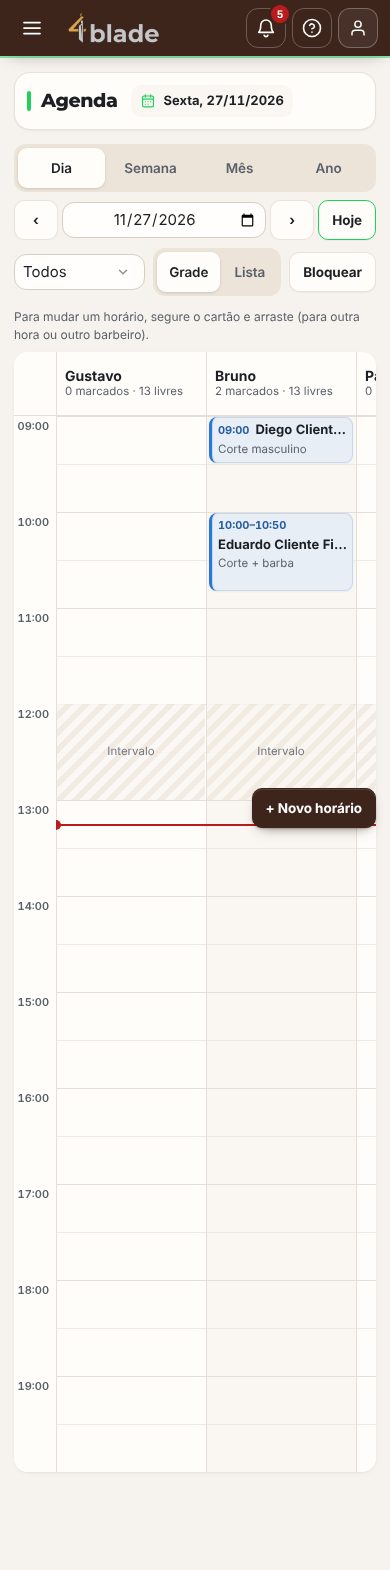 4blade
5
Agenda
Sexta, 27/11/2026
Dia Semana Mês Ano
‹ 11/27/2026 › Hoje
Todos Grade Lista Bloquear
Para mudar um horário, segure o cartão e arraste (para outra
hora ou outro barbeiro).
Gustavo
0 marcados · 13 livres
Bruno
2 marcados · 13 livres
0
09:00
09:00 Diego Client...
Corte masculino
10:00
10:00–10:50
Eduardo Cliente Fi...
Corte + barba
11:00
12:00
Intervalo Intervalo
13:00
+ Novo horário
14:00
15:00
16:00
17:00
18:00
19:00